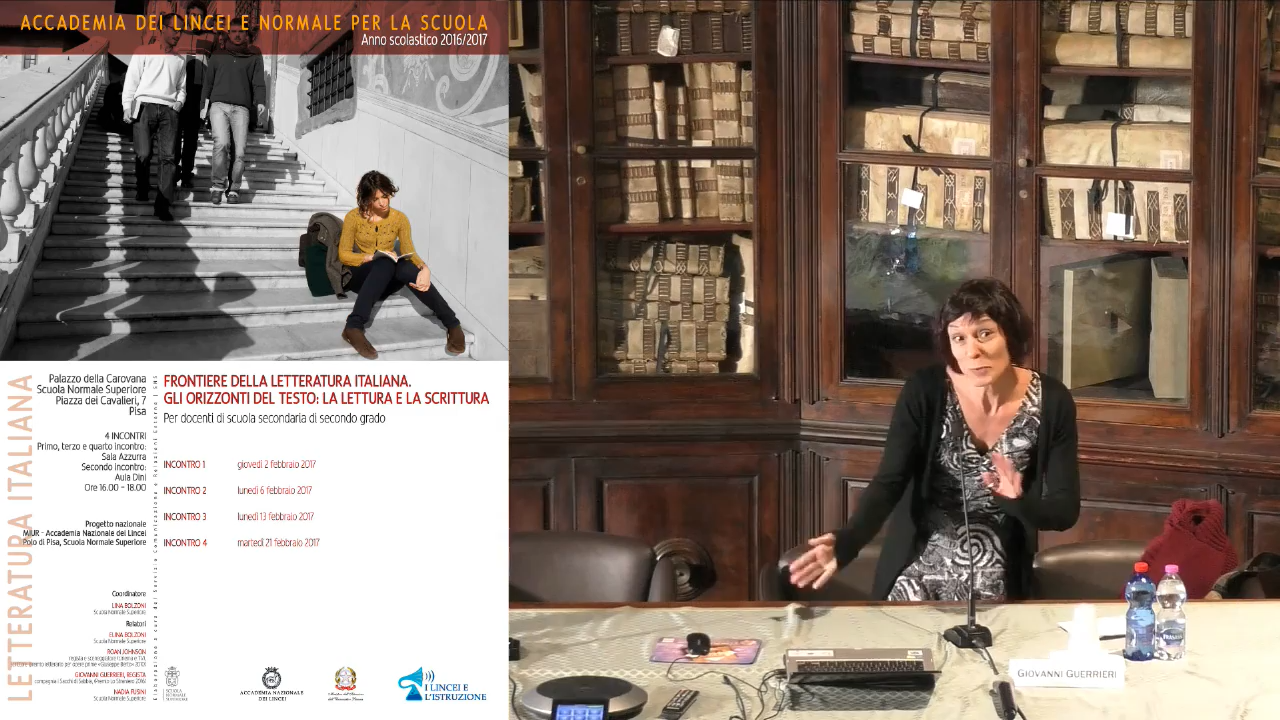 ACCADEMIA DEI LINCEI E NORMALE PER LA SCUOLA
Anno scolastico 2016/2017
LETTERATURA ITALIANA
Palazzo della Carovana
Scuola Normale Superiore
Piazza dei Cavalieri, 7
Pisa
4 INCONTRI
Primo, terzo e quarto incontro:
Sala Azzurra
Secondo incontro:
Aula Dini
Ore 16.00 - 18.00
Progetto nazionale
MIUR - Accademia Nazionale dei Lincei
Polo di Pisa, Scuola Normale Superiore
Coordinatore
LINA BOLZONI
Scuola Normale Superiore
Relatori
ELINA BOLZONI
Scuola Normale Superiore
ROAN JOHNSON
GIOVANNI GUERRIERI, REGISTA
NADIA FUSINI
Scuola Normale Superiore
FRONTIERE DELLA LETTERATURA ITALIANA.
GLI ORIZZONTI DEL TESTO: LA LETTURA E LA SCRITTURA
Per docenti di scuola secondaria di secondo grado
INCONTRO 1 giovedì 2 febbraio 2017
INCONTRO 2 lunedì 6 febbraio 2017
INCONTRO 3 lunedì 13 febbraio 2017
INCONTRO 4 martedì 21 febbraio 2017
ACCADEMIA NAZIONALE
DEI LINCEI
I LINCEI E
L'ISTRUZIONE
GIOVANNI GUERRIERI